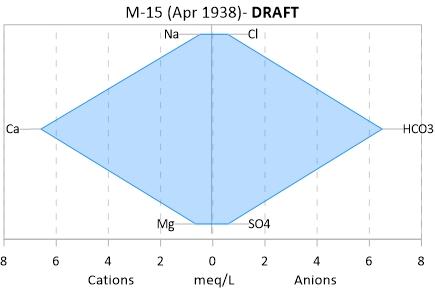 M-15 (Apr 1938)- DRAFT
Na Cl
Ca HCO3
Mg SO4
8 6 4 2 0 2 4 6 8
Cations meq/L Anions